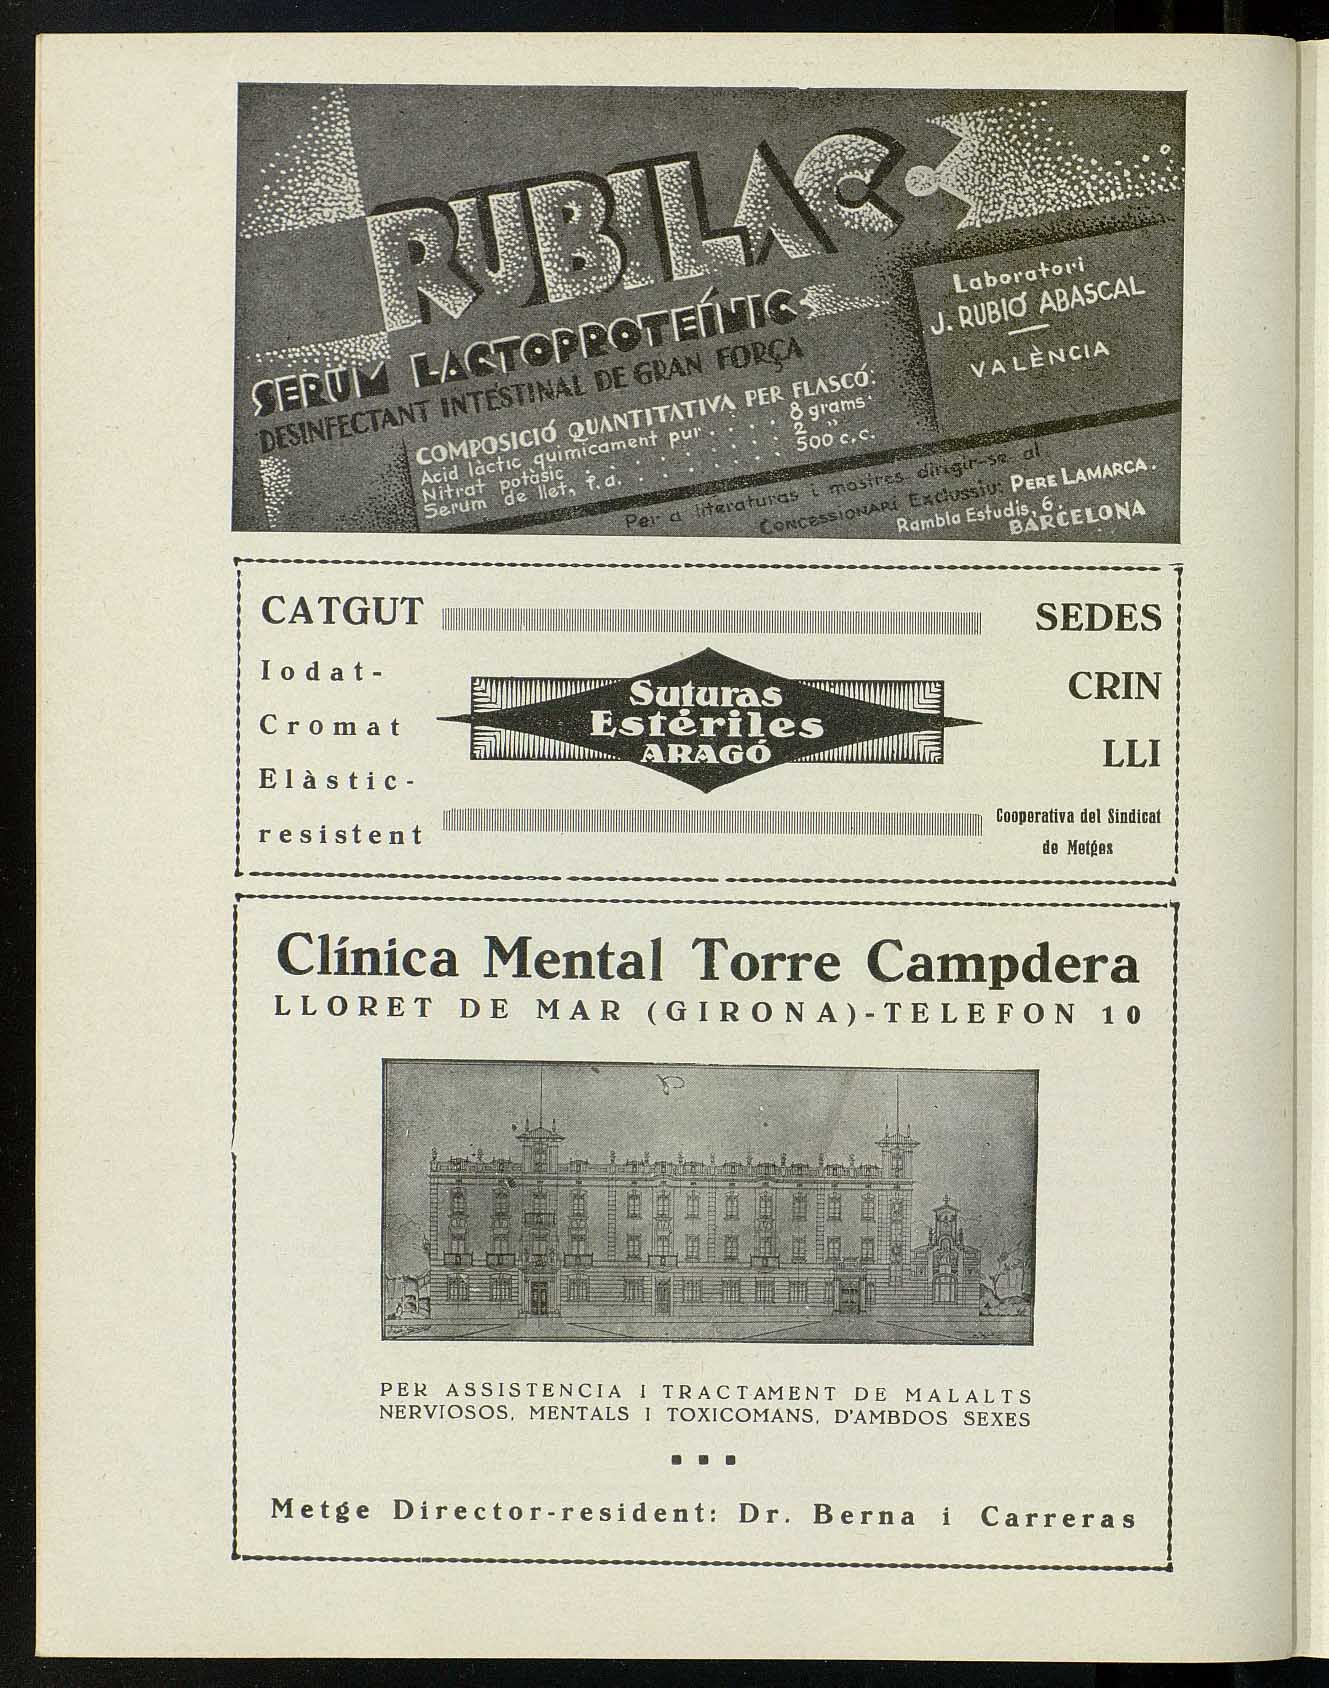 RUBILAC
SERUM LACTOPROTEÍNIC
DESINFECTANT INTESTINAL DE GRAN FORÇA
COMPOSICIÓ QUANTITATIVA PER FLASCÓ:
Acid làctic quimicament pur . . . . 8 grams
Nitrat potàsic . . . . . . . . 2 "
Serum de llet, f. d. . . . . . . . 500 c. c.
Laboratori
J. RUBIÓ ABASCAL
VALÈNCIA
Per a literatures i mostres dirigir-se al
CONCESSIONARI EXCLUSSIU: PERE LAMARCA.
Rambla Estudis, 6.
BARCELONA
CATGUT
Iodat-
Cromat
Elàstic-
resistent
Suturas
Estériles
ARAGÓ
SEDES
CRIN
LLI
Cooperativa del Sindicat
de Metges
Clínica Mental Torre Campdera
LLORET DE MAR (GIRONA)-TELEFON 10
PER ASSISTENCIA I TRACTAMENT DE MALALTS
NERVIOSOS, MENTALS I TOXICOMANS, D'AMBDOS SEXES
Metge Director-resident: Dr. Berna i Carreras